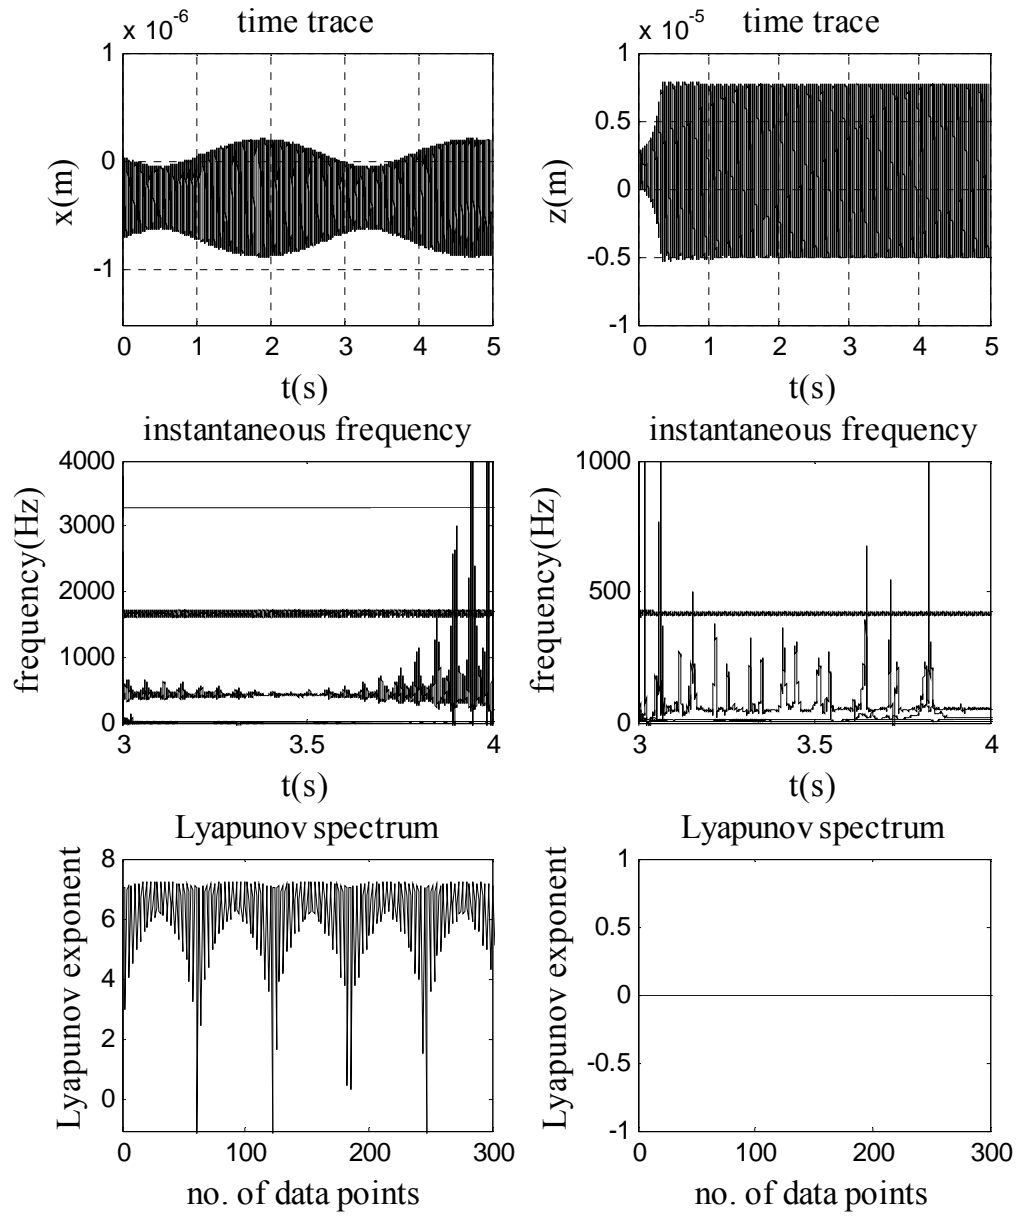 x 10^-6 time trace
1
0
-1
x(m)
0 1 2 3 4 5
t(s)
x 10^-5 time trace
1
0.5
0
-0.5
-1
z(m)
0 1 2 3 4 5
t(s)
instantaneous frequency
4000
3000
2000
1000
0
frequency(Hz)
3 3.5 4
t(s)
instantaneous frequency
1000
500
0
frequency(Hz)
3 3.5 4
t(s)
Lyapunov spectrum
8
6
4
2
0
Lyapunov exponent
0 100 200 300
no. of data points
Lyapunov spectrum
1
0.5
0
-0.5
-1
Lyapunov exponent
0 100 200 300
no. of data points